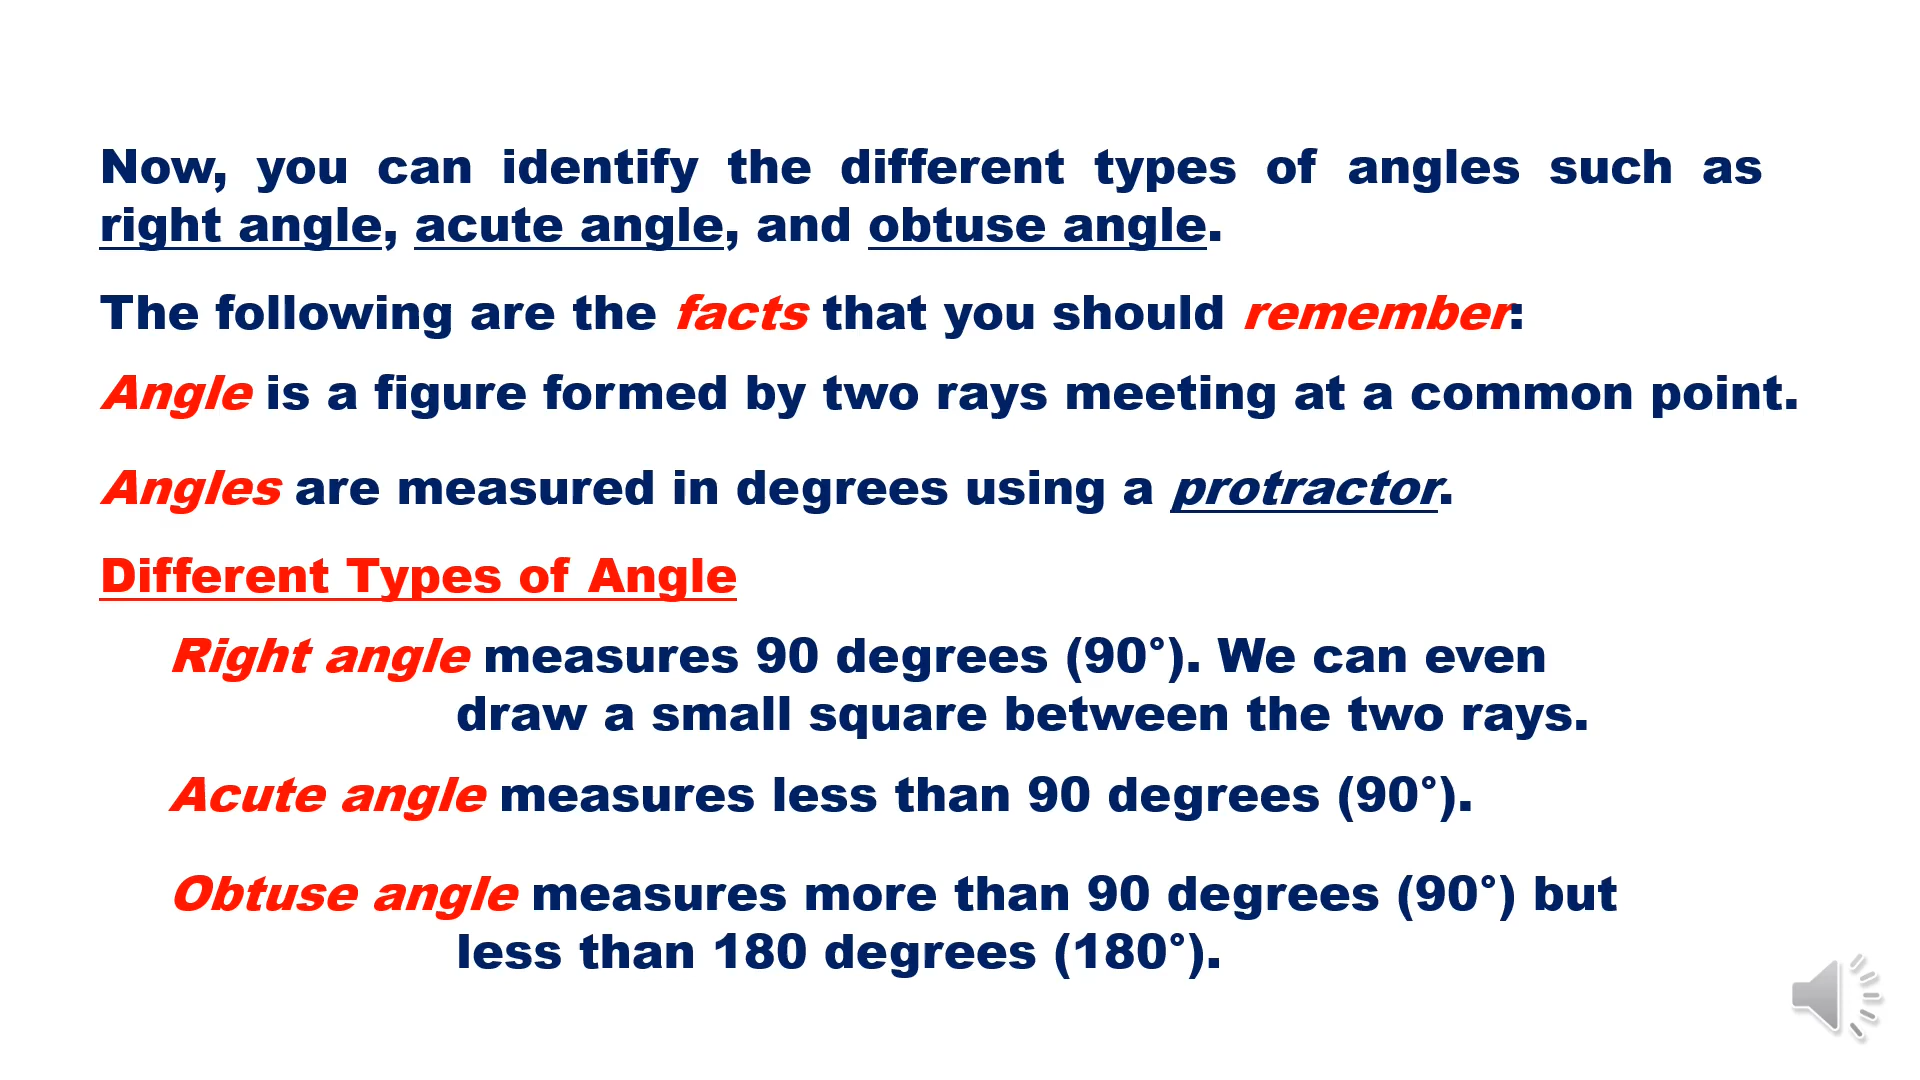 Now, you can identify the different types of angles such as
right angle, acute angle, and obtuse angle.
The following are the facts that you should remember:
Angle is a figure formed by two rays meeting at a common point.
Angles are measured in degrees using a protractor.
Different Types of Angle
Right angle measures 90 degrees (90°). We can even
draw a small square between the two rays.
Acute angle measures less than 90 degrees (90°).
Obtuse angle measures more than 90 degrees (90°) but
less than 180 degrees (180°).